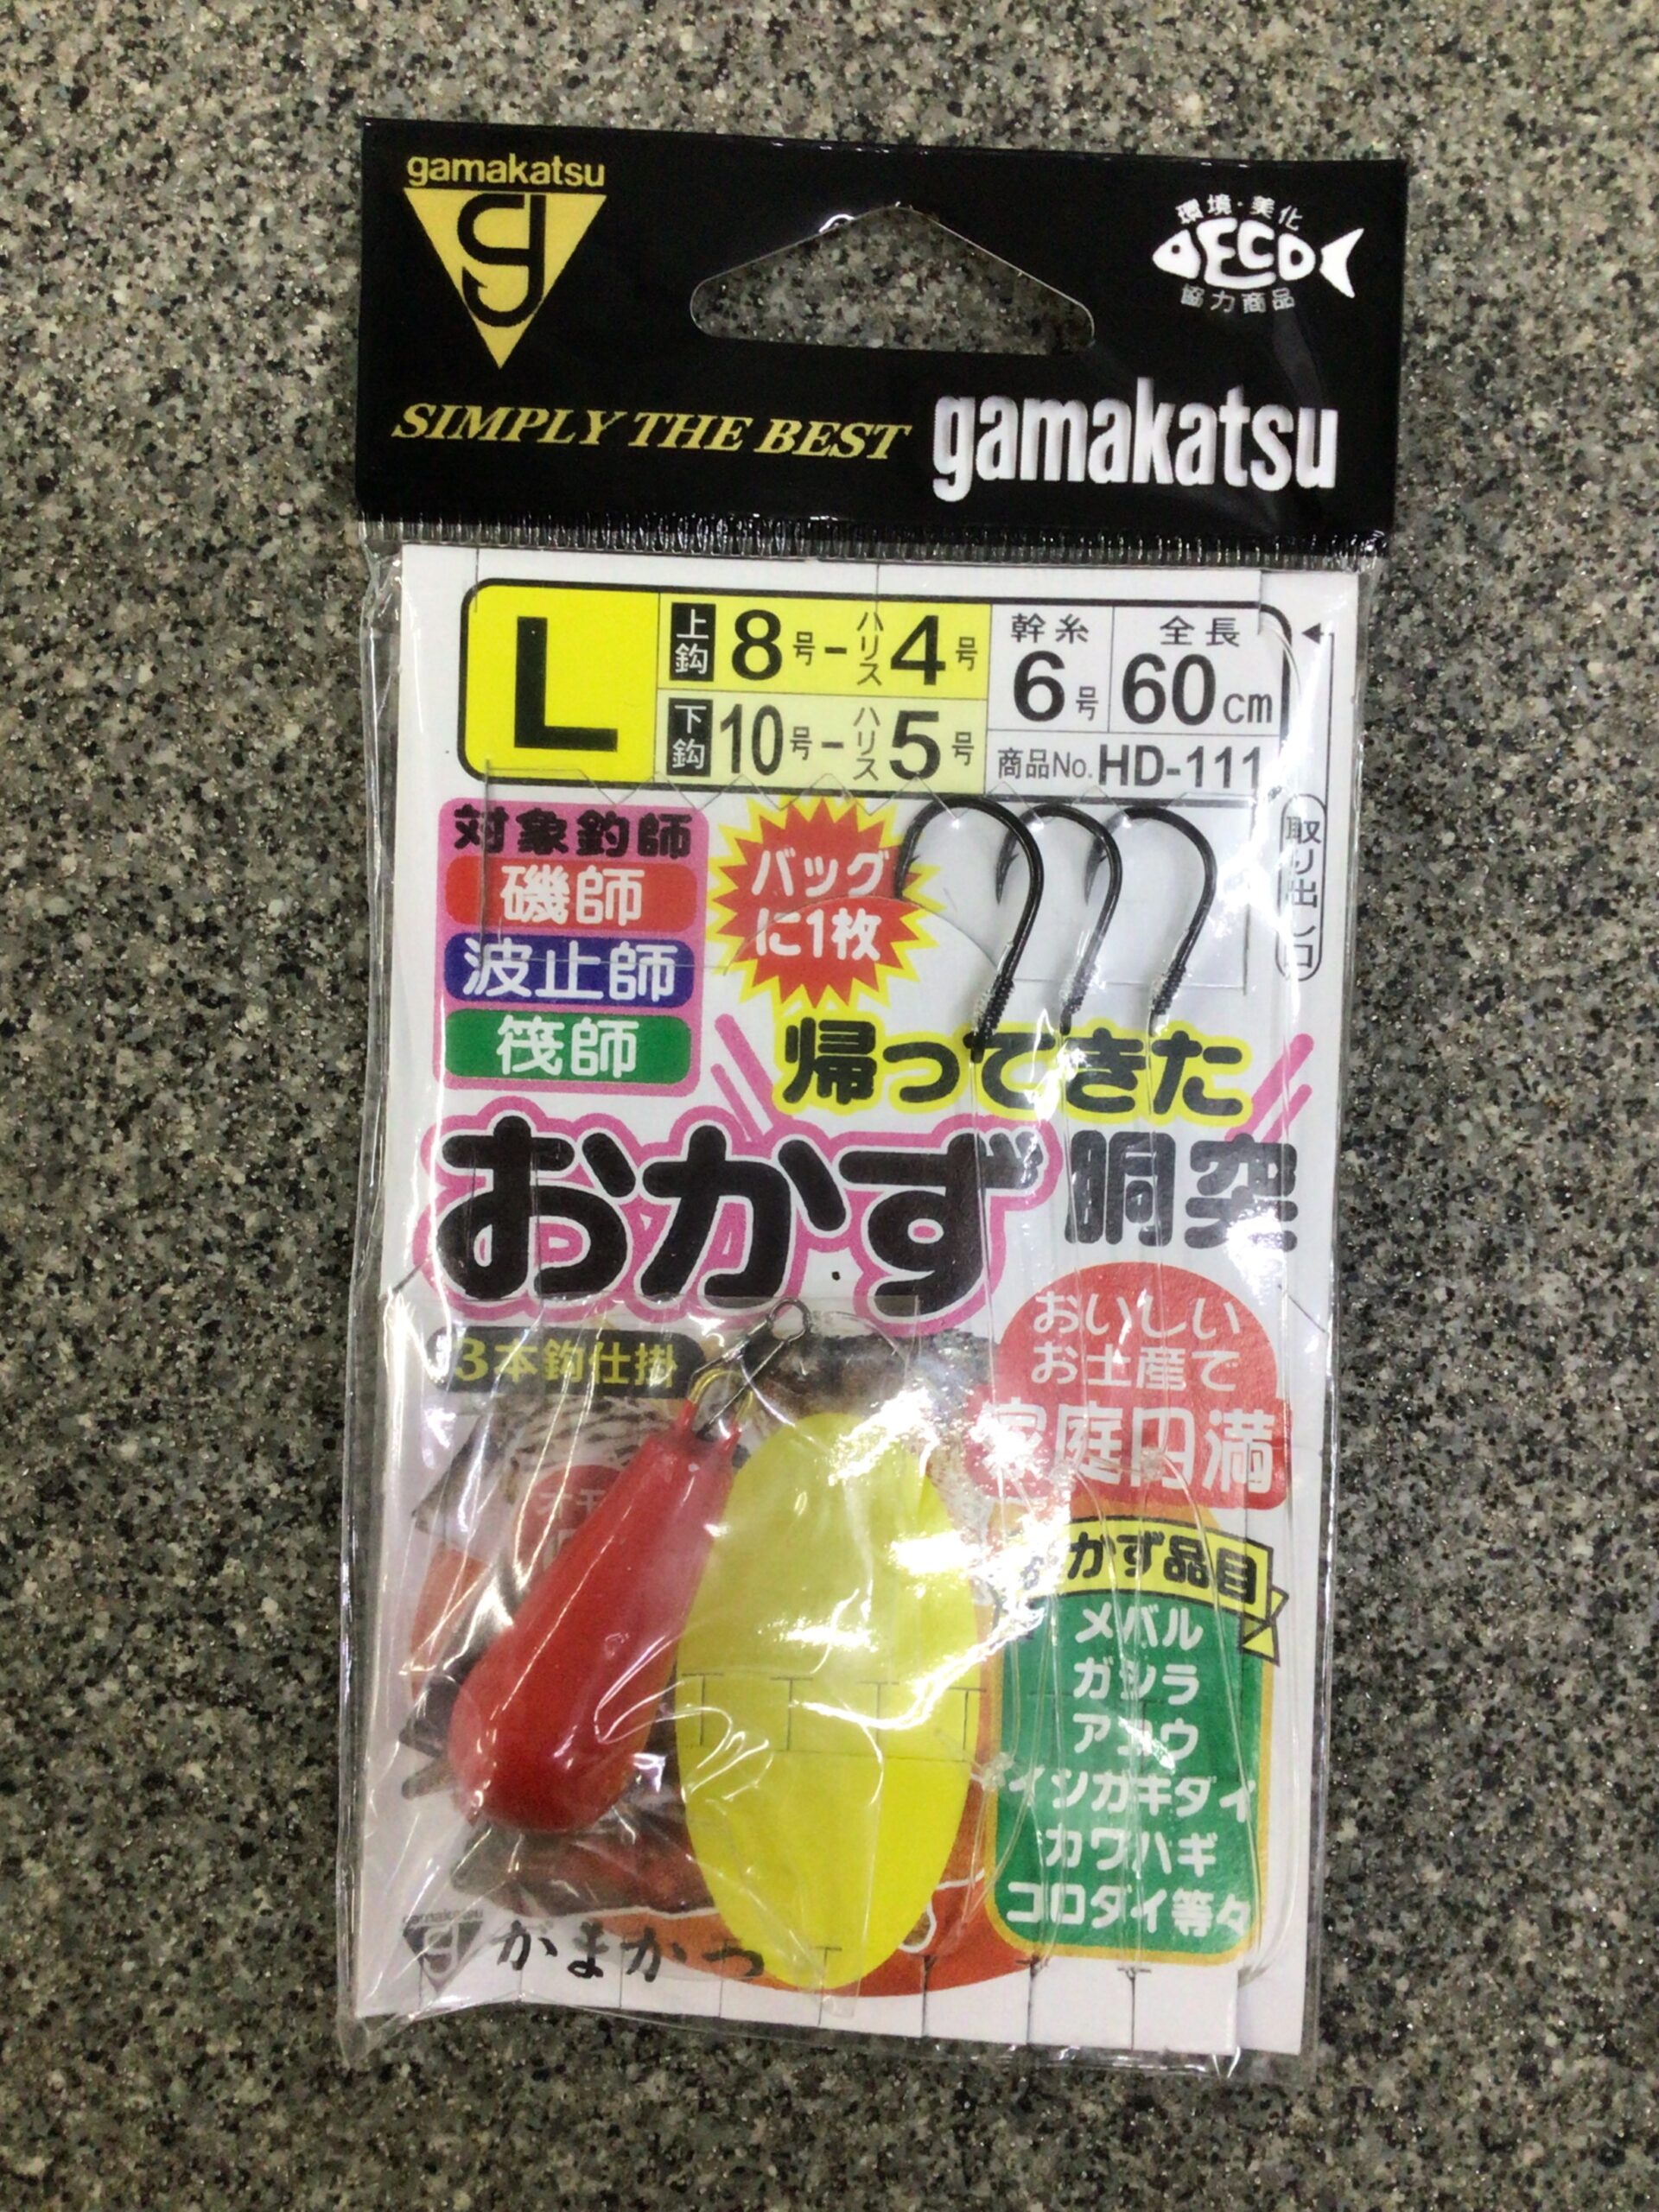 gamakatsu
環境・美化
ECO
協力商品
SIMPLY THE BEST gamakatsu
L
上鈎 8号-ハリス4号
下鈎 10号-ハリス5号
幹糸 6号
全長 60cm
商品No. HD-111
取り出し口
対象釣師
磯師
波止師
筏師
バッグ
に1枚
帰ってきた
おかず胴突
3本鈎仕掛
おいしい
お土産で
家庭円満
おかず品目
メバル
ガシラ
アコウ
イシガキダイ
カワハギ
コロダイ等々
gamakatsu
がまかつ